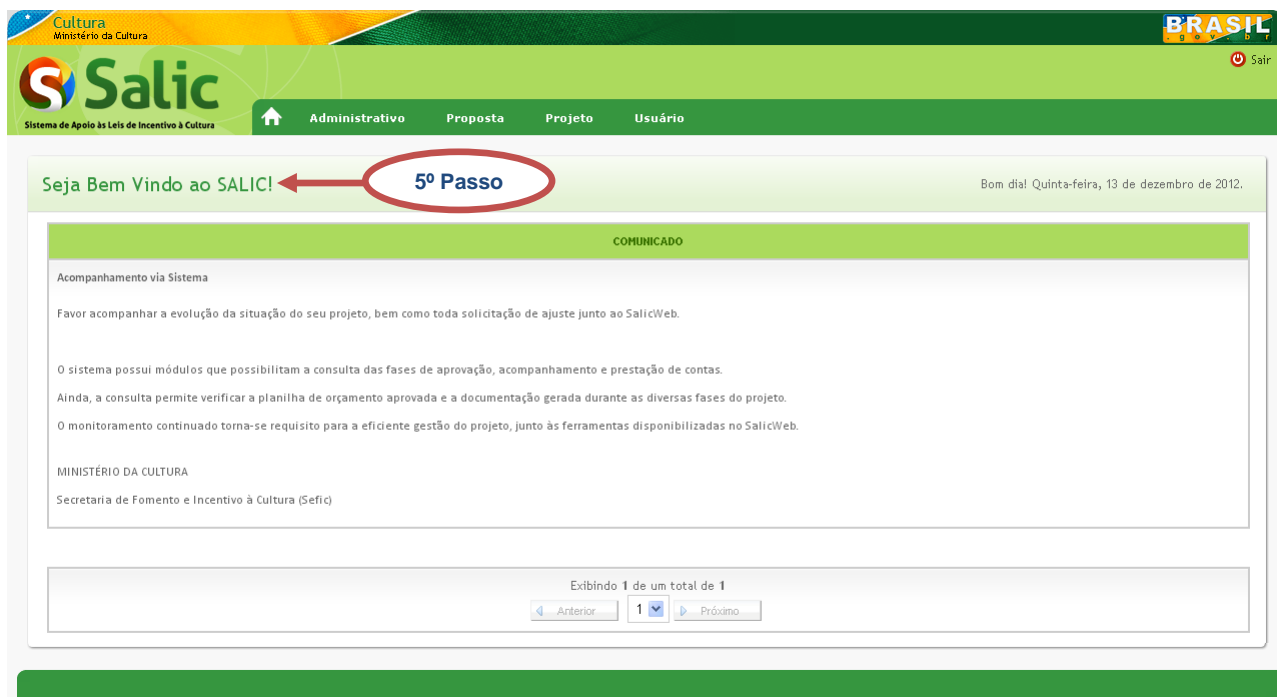 Cultura
Ministério da Cultura
BRASIL
.gov.br
Sair
Salic
Sistema de Apoio às Leis de Incentivo à Cultura
Administrativo Proposta Projeto Usuário
Seja Bem Vindo ao SALIC!
5º Passo
Bom dia! Quinta-feira, 13 de dezembro de 2012.
COMUNICADO
Acompanhamento via Sistema
Favor acompanhar a evolução da situação do seu projeto, bem como toda solicitação de ajuste junto ao SalicWeb.
O sistema possui módulos que possibilitam a consulta das fases de aprovação, acompanhamento e prestação de contas.
Ainda, a consulta permite verificar a planilha de orçamento aprovada e a documentação gerada durante as diversas fases do projeto.
O monitoramento continuado torna-se requisito para a eficiente gestão do projeto, junto às ferramentas disponibilizadas no SalicWeb.
MINISTÉRIO DA CULTURA
Secretaria de Fomento e Incentivo à Cultura (Sefic)
Exibindo 1 de um total de 1
Anterior 1 Próximo